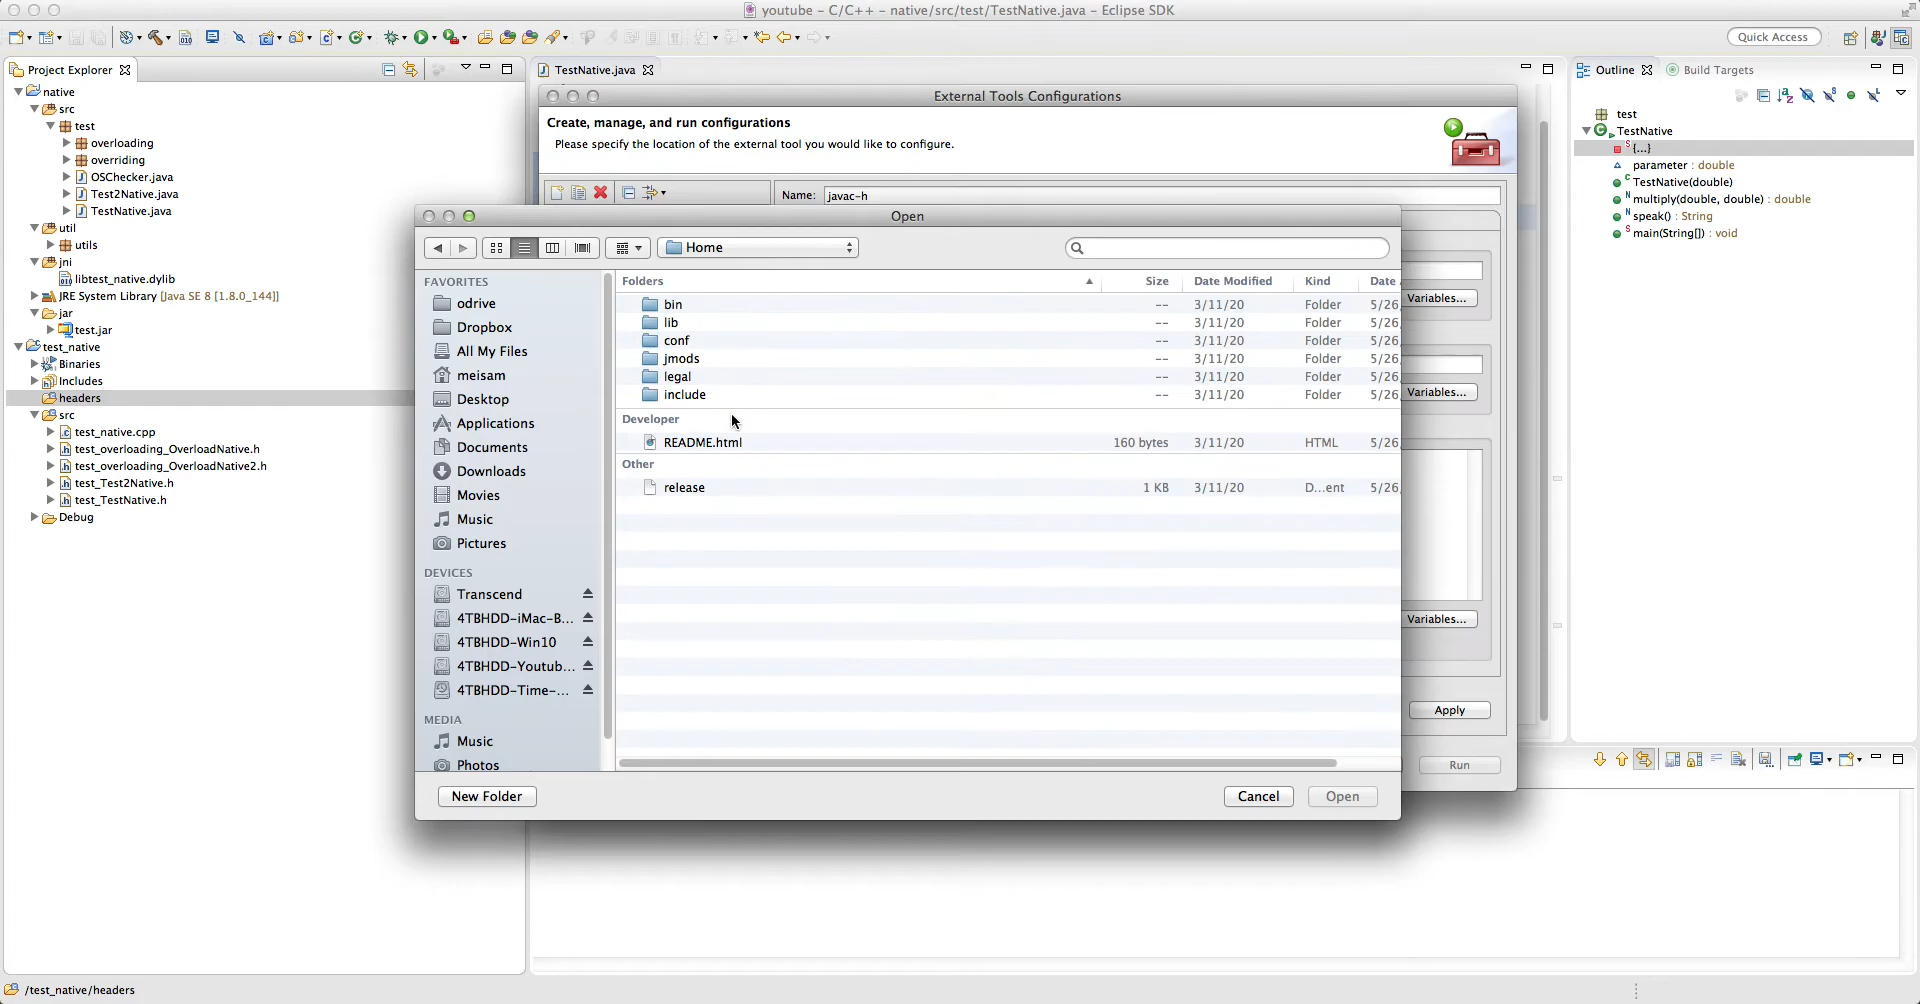 youtube – C/C++ – native/src/test/TestNative.java – Eclipse SDK
Quick Access
Project Explorer
native
src
test
overloading
overriding
OSChecker.java
Test2Native.java
TestNative.java
util
utils
jni
libtest_native.dylib
JRE System Library [Java SE 8 [1.8.0_144]]
jar
test.jar
test_native
Binaries
Includes
headers
src
test_native.cpp
test_overloading_OverloadNative.h
test_overloading_OverloadNative2.h
test_Test2Native.h
test_TestNative.h
Debug
/test_native/headers
TestNative.java
External Tools Configurations
Create, manage, and run configurations
Please specify the location of the external tool you would like to configure.
Name: javac-h
Variables...
Variables...
Variables...
Apply
Run
Open
Home
FAVORITES
odrive
Dropbox
All My Files
meisam
Desktop
Applications
Documents
Downloads
Movies
Music
Pictures
DEVICES
Transcend
4TBHDD-iMac-B...
4TBHDD-Win10
4TBHDD-Youtub...
4TBHDD-Time-...
MEDIA
Music
Photos
Folders Size Date Modified Kind Date
bin -- 3/11/20 Folder 5/26,
lib -- 3/11/20 Folder 5/26,
conf -- 3/11/20 Folder 5/26,
jmods -- 3/11/20 Folder 5/26,
legal -- 3/11/20 Folder 5/26,
include -- 3/11/20 Folder 5/26,
Developer
README.html 160 bytes 3/11/20 HTML 5/26,
Other
release 1 KB 3/11/20 D...ent 5/26,
New Folder
Cancel
Open
Outline
Build Targets
test
TestNative
{...}
parameter : double
TestNative(double)
multiply(double, double) : double
speak() : String
main(String[]) : void